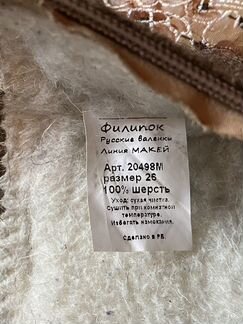 Филипок
Русские валенки
Линия МАКЕЙ
Арт. 20498М
размер 26
100% шерсть
Уход: сухая чистка.
Сушить при комнатной
температуре.
Избегать намокания.
Сделано в РБ.